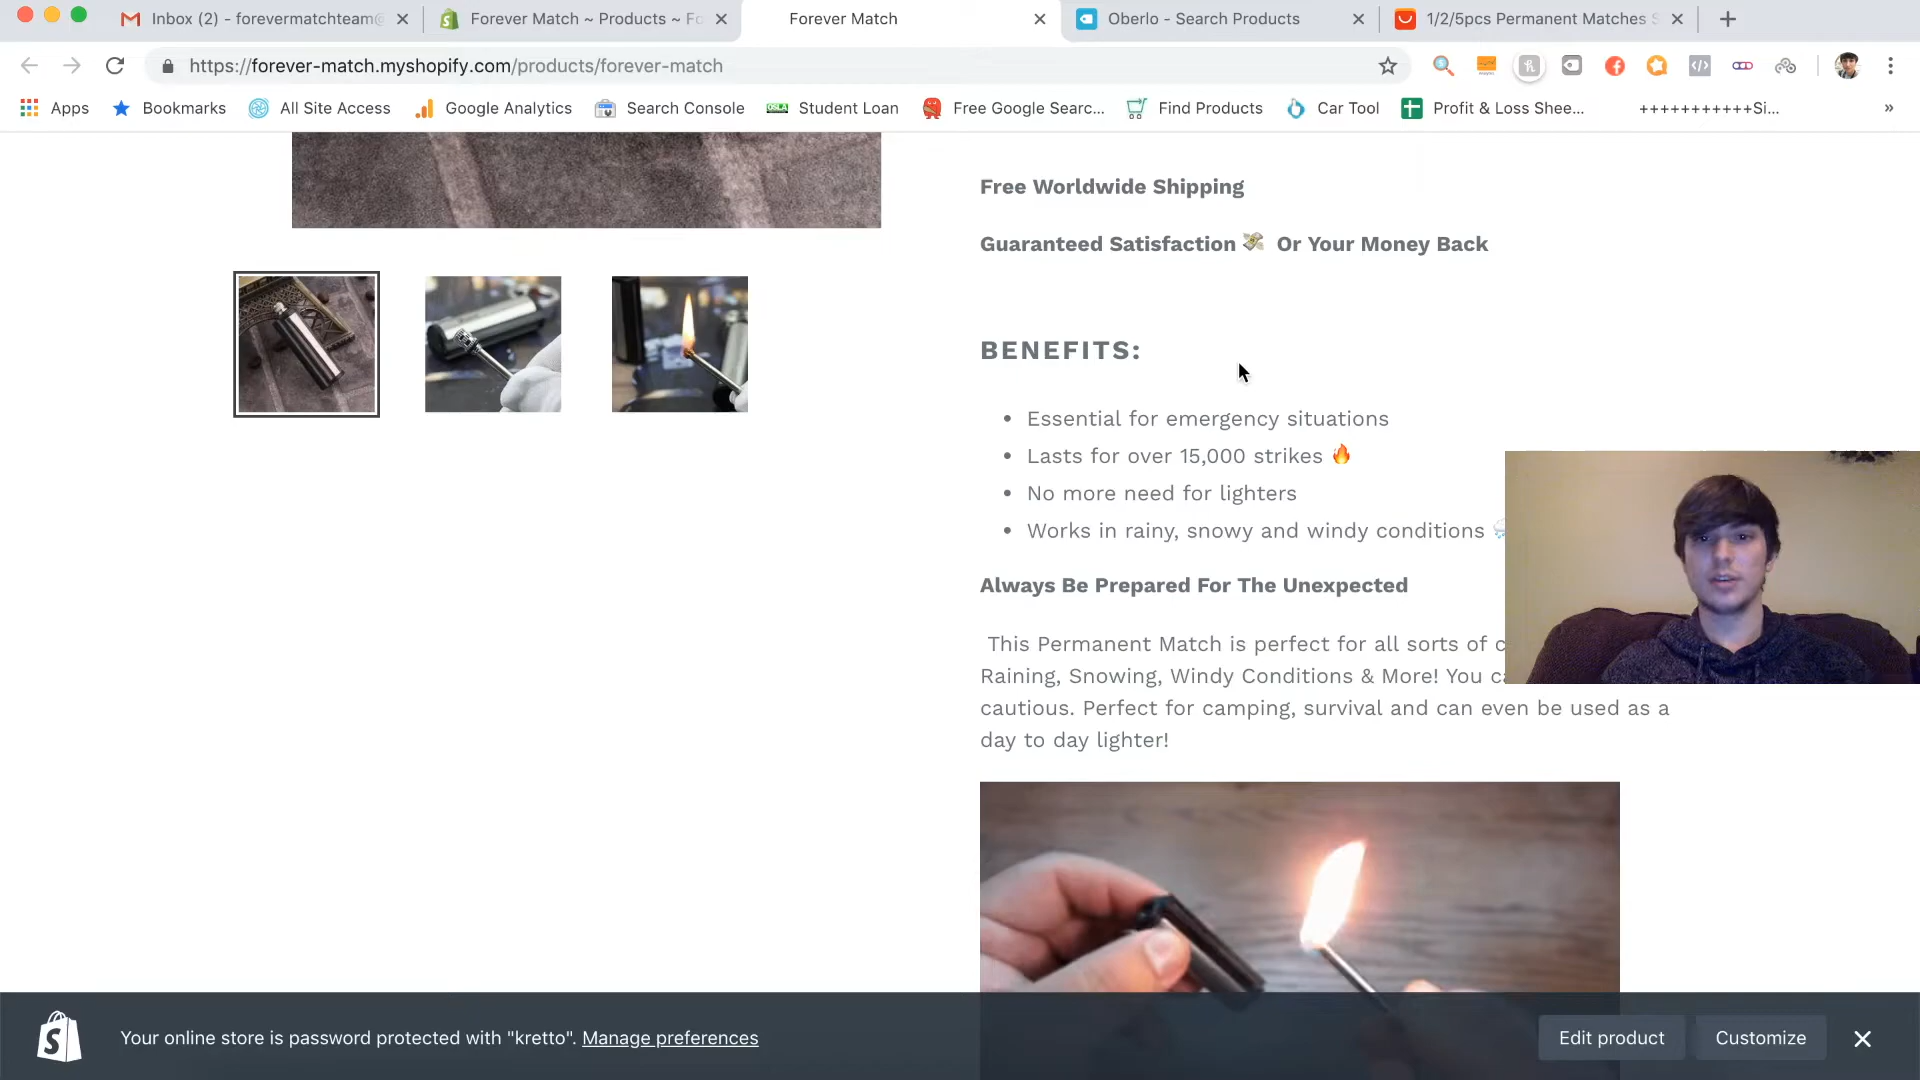 Inbox (2) - forevermatchteam@
Forever Match ~ Products ~ Fo
Forever Match
Oberlo - Search Products
1/2/5pcs Permanent Matches S
https://forever-match.myshopify.com/products/forever-match
Apps
Bookmarks
All Site Access
Google Analytics
Search Console
Student Loan
Free Google Searc...
Find Products
Car Tool
Profit & Loss Shee...
+++++++++++Si...
»
Free Worldwide Shipping
Guaranteed Satisfaction 💸 Or Your Money Back
BENEFITS:
• Essential for emergency situations
• Lasts for over 15,000 strikes 🔥
• No more need for lighters
• Works in rainy, snowy and windy conditions
Always Be Prepared For The Unexpected
This Permanent Match is perfect for all sorts of
Raining, Snowing, Windy Conditions & More! You
cautious. Perfect for camping, survival and can even be used as a
day to day lighter!
Your online store is password protected with "kretto". Manage preferences
Edit product
Customize